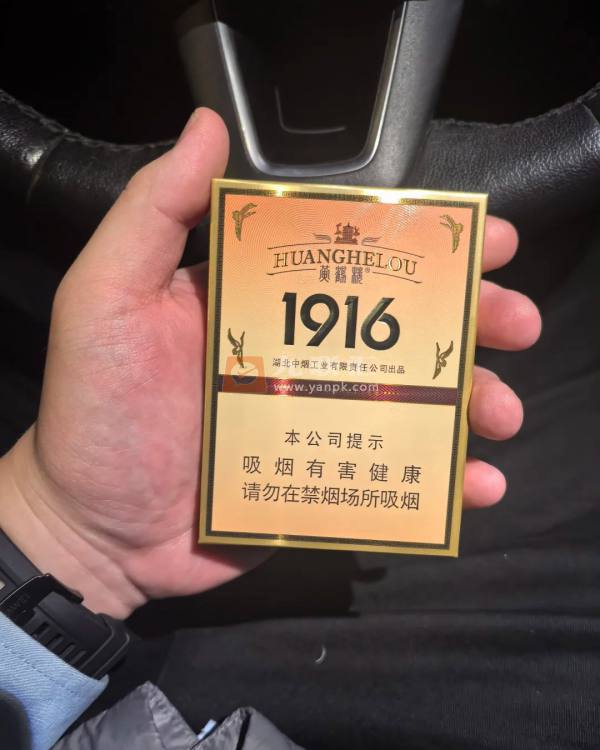 HUANGHELOU
黄鹤楼®
1916
湖北中烟工业有限责任公司出品
www.yanpk.com
本公司提示
吸烟有害健康
请勿在禁烟场所吸烟